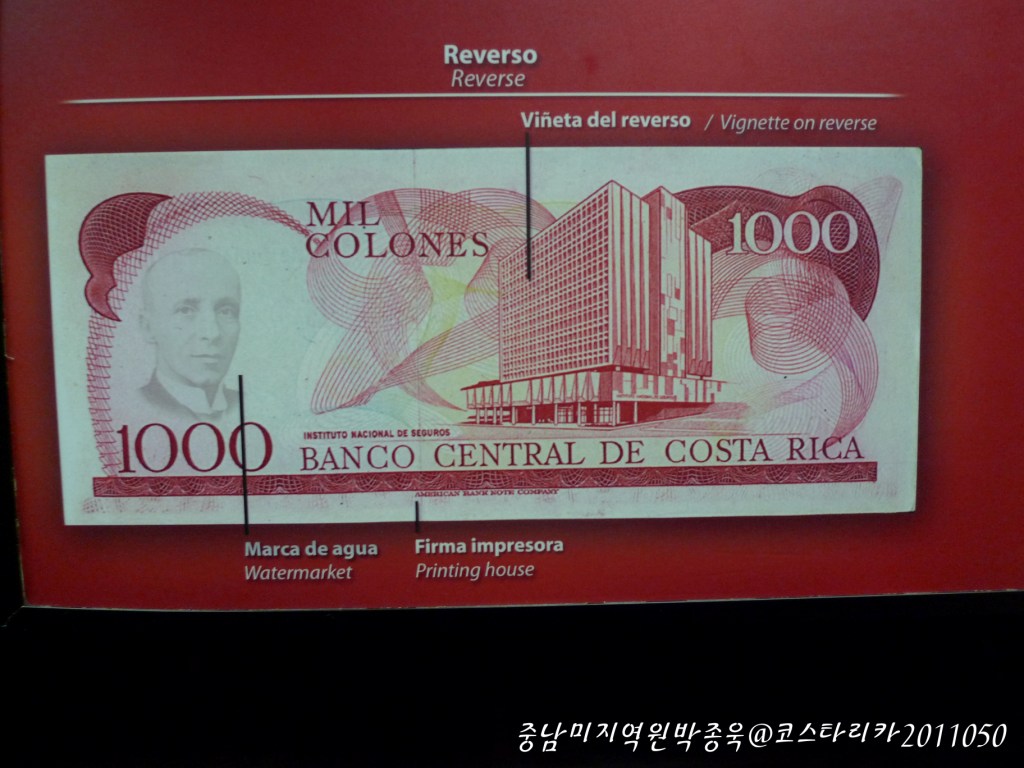 Reverso
Reverse
Viñeta del reverso / Vignette on reverse
MIL
COLONES
1000
1000
INSTITUTO NACIONAL DE SEGUROS
BANCO CENTRAL DE COSTA RICA
AMERICAN BANK NOTE COMPANY
Marca de agua
Watermarket
Firma impresora
Printing house
중남미지역원박종욱@코스타리카2011050